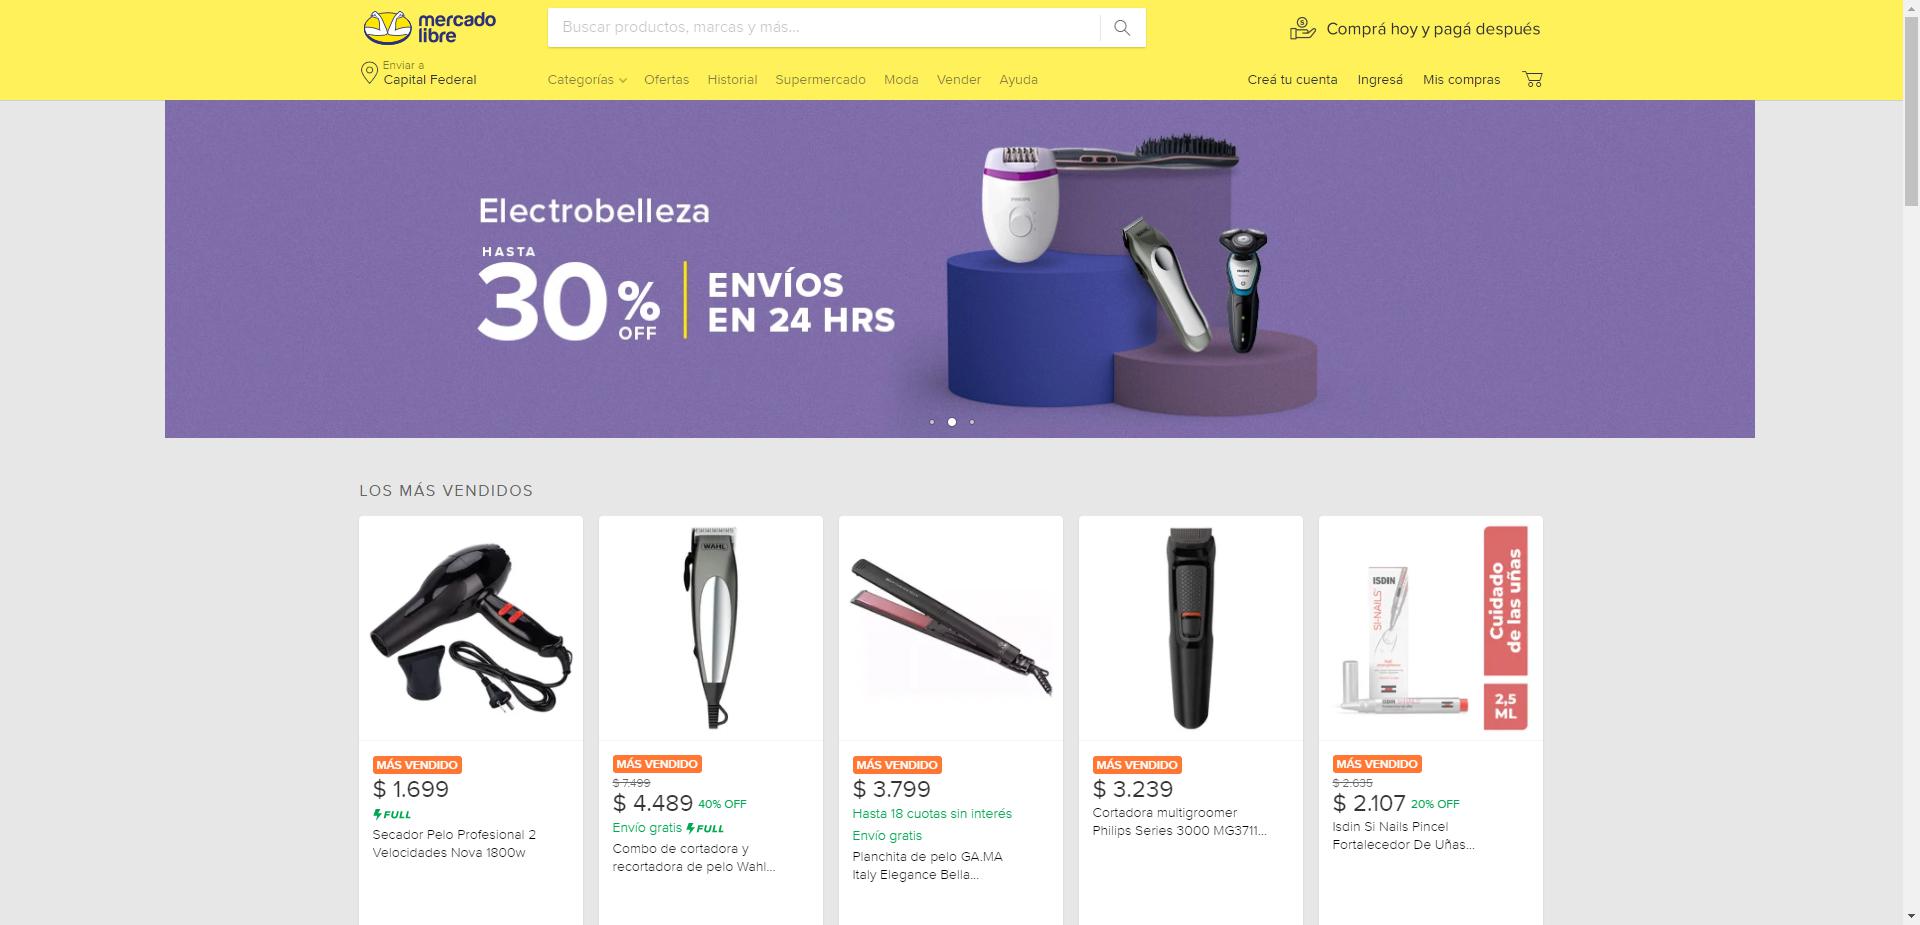 mercado
libre
Buscar productos, marcas y más...
Comprá hoy y pagá después
Enviar a
Capital Federal
Categorías
Ofertas
Historial
Supermercado
Moda
Vender
Ayuda
Creá tu cuenta
Ingresá
Mis compras
Electrobelleza
HASTA
30%
OFF
ENVÍOS
EN 24 HRS
PHILIPS
WAHL
PHILIPS
LOS MÁS VENDIDOS
WAHL
ISDIN
SI-NAILS
ISDIN
Cuidado
de las uñas
2,5
ML
MÁS VENDIDO
$ 1.699
FULL
Secador Pelo Profesional 2
Velocidades Nova 1800w
MÁS VENDIDO
$ 7.499
$ 4.489 40% OFF
Envío gratis FULL
Combo de cortadora y
recortadora de pelo Wahl...
MÁS VENDIDO
$ 3.799
Hasta 18 cuotas sin interés
Envío gratis
Planchita de pelo GA.MA
Italy Elegance Bella...
MÁS VENDIDO
$ 3.239
Cortadora multigroomer
Philips Series 3000 MG3711...
MÁS VENDIDO
$ 2.635
$ 2.107 20% OFF
Isdin Si Nails Pincel
Fortalecedor De Uñas...